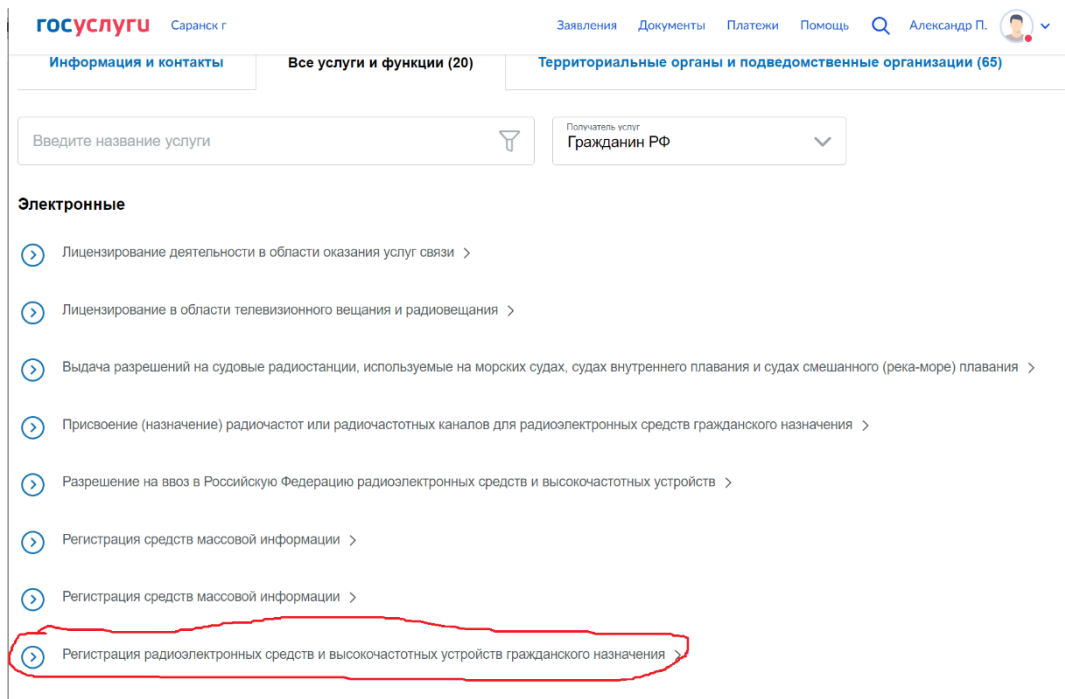 госуслуги Саранск г Заявления Документы Платежи Помощь Александр П.
Информация и контакты Все услуги и функции (20) Территориальные органы и подведомственные организации (65)
Введите название услуги
Получатель услуг
Гражданин РФ
Электронные
Лицензирование деятельности в области оказания услуг связи
Лицензирование в области телевизионного вещания и радиовещания
Выдача разрешений на судовые радиостанции, используемые на морских судах, судах внутреннего плавания и судах смешанного (река-море) плавания
Присвоение (назначение) радиочастот или радиочастотных каналов для радиоэлектронных средств гражданского назначения
Разрешение на ввоз в Российскую Федерацию радиоэлектронных средств и высокочастотных устройств
Регистрация средств массовой информации
Регистрация средств массовой информации
Регистрация радиоэлектронных средств и высокочастотных устройств гражданского назначения